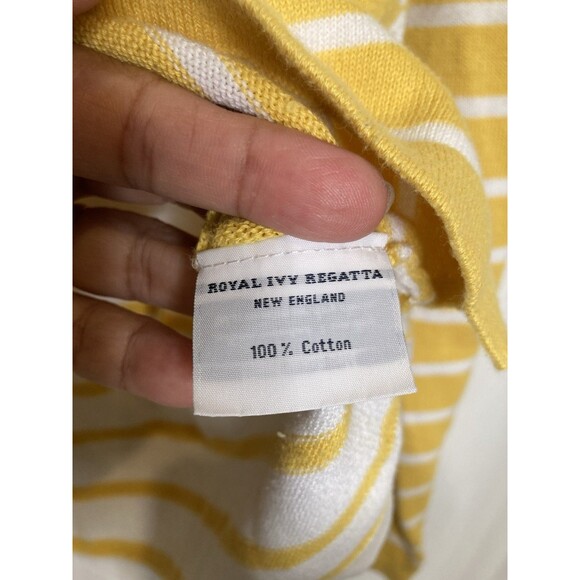 ROYAL IVY REGATTA
NEW ENGLAND
100% Cotton